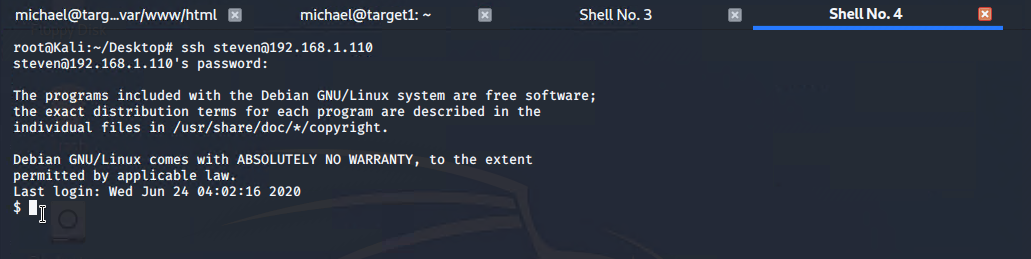 michael@targ...var/www/html michael@target1: ~ Shell No. 3 Shell No. 4
root@Kali:~/Desktop# ssh steven@192.168.1.110
steven@192.168.1.110's password:
The programs included with the Debian GNU/Linux system are free software;
the exact distribution terms for each program are described in the
individual files in /usr/share/doc/*/copyright.
Debian GNU/Linux comes with ABSOLUTELY NO WARRANTY, to the extent
permitted by applicable law.
Last login: Wed Jun 24 04:02:16 2020
$